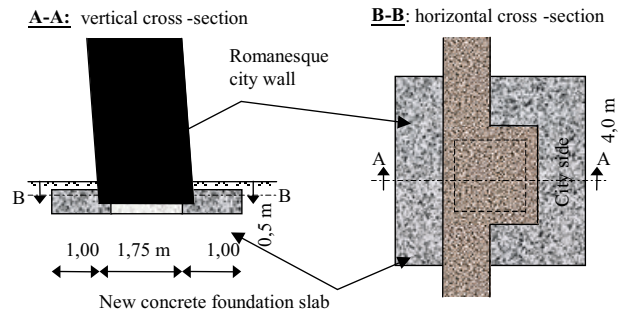 A-A: vertical cross -section
B-B: horizontal cross -section
Romanesque
city wall
B
B
0,5 m
1,00
1,75 m
1,00
New concrete foundation slab
A
A
City side
4,0 m